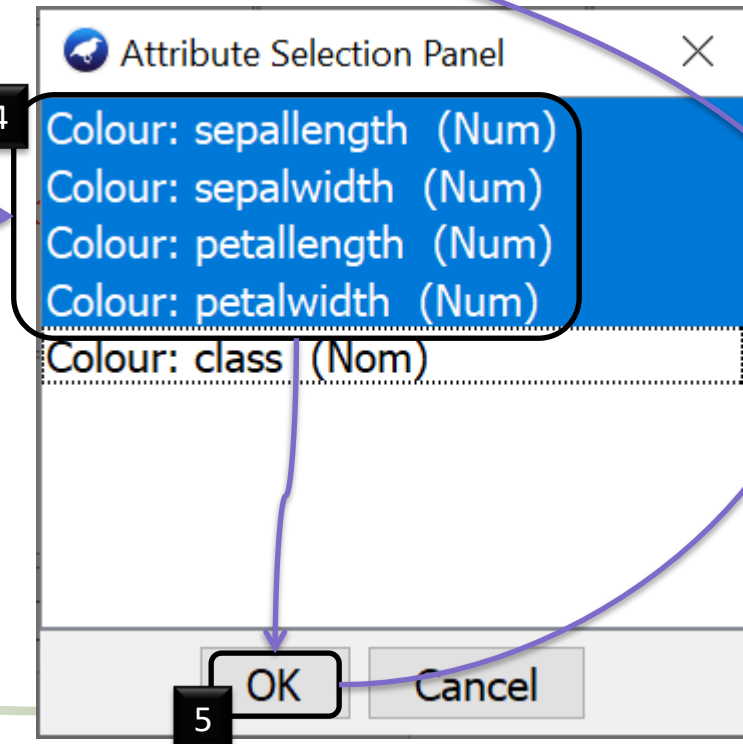 Attribute Selection Panel
4
Colour: sepallength (Num)
Colour: sepalwidth (Num)
Colour: petallength (Num)
Colour: petalwidth (Num)
Colour: class (Nom)
OK Cancel
5